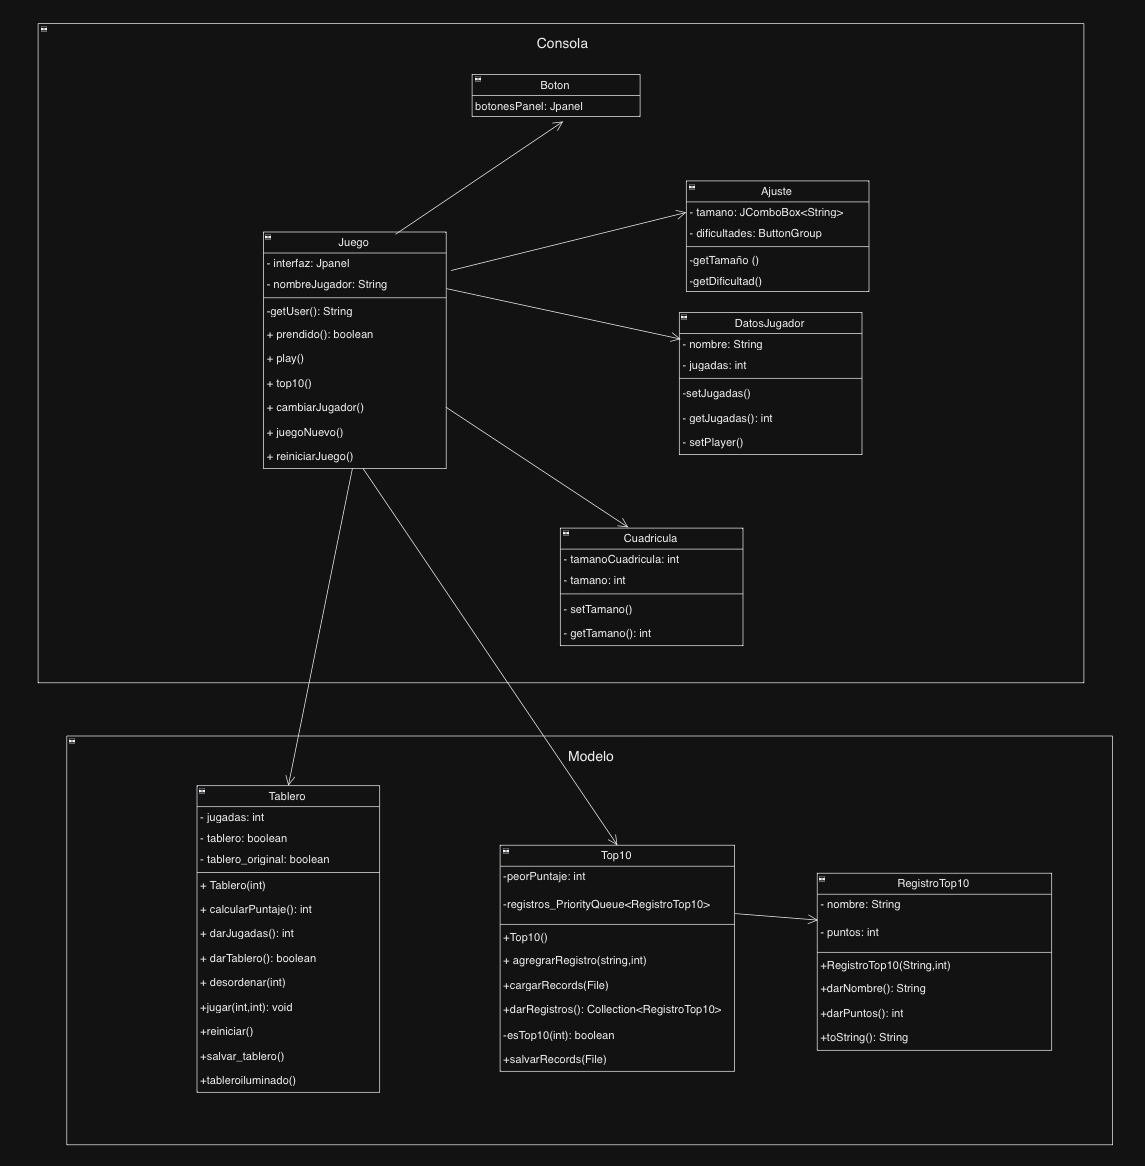 Consola
Boton
botonesPanel: Jpanel
Ajuste
- tamano: JComboBox<String>
- dificultades: ButtonGroup
-getTamaño ()
-getDificultad()
Juego
- interfaz: Jpanel
- nombreJugador: String
-getUser(): String
+ prendido(): boolean
+ play()
+ top10()
+ cambiarJugador()
+ juegoNuevo()
+ reiniciarJuego()
DatosJugador
- nombre: String
- jugadas: int
-setJugadas()
- getJugadas(): int
- setPlayer()
Cuadricula
- tamanoCuadricula: int
- tamano: int
- setTamano()
- getTamano(): int
Modelo
Tablero
- jugadas: int
- tablero: boolean
- tablero_original: boolean
+ Tablero(int)
+ calcularPuntaje(): int
+ darJugadas(): int
+ darTablero(): boolean
+ desordenar(int)
+jugar(int,int): void
+reiniciar()
+salvar_tablero()
+tableroiluminado()
Top10
-peorPuntaje: int
-registros_PriorityQueue<RegistroTop10>
+Top10()
+ agregrarRegistro(string,int)
+cargarRecords(File)
+darRegistros(): Collection<RegistroTop10>
-esTop10(int): boolean
+salvarRecords(File)
RegistroTop10
- nombre: String
- puntos: int
+RegistroTop10(String,int)
+darNombre(): String
+darPuntos(): int
+toString(): String